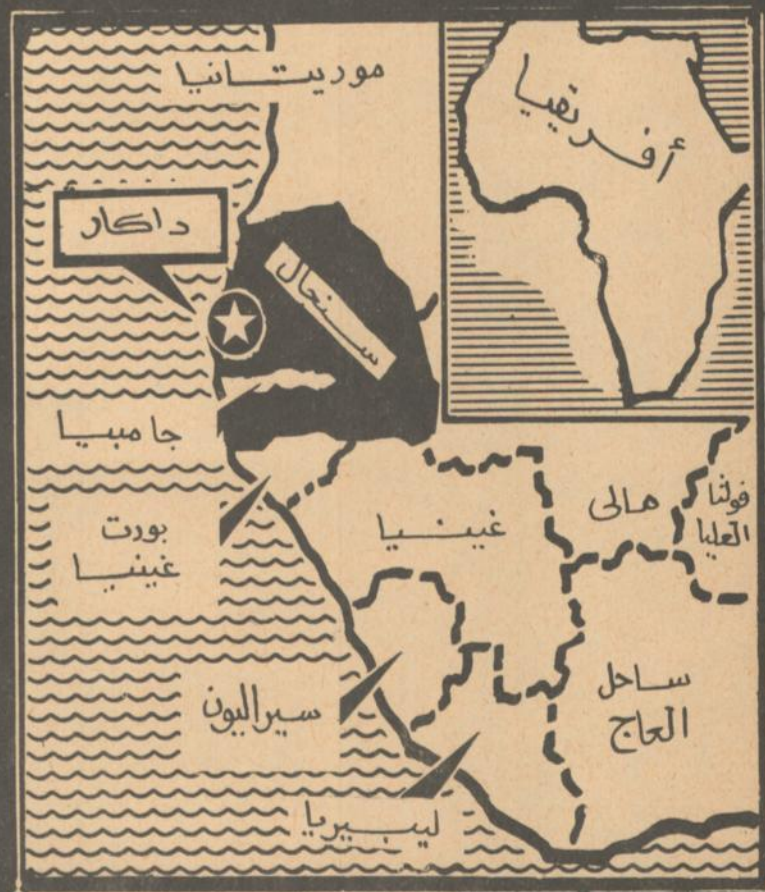 موريتانيا
أفريقيا
داكار
سنغال
جامبيا
بورت
غينيا
غينيا
مالى
فولتا
العليا
سيراليون
ساحل
العاج
ليبيريا